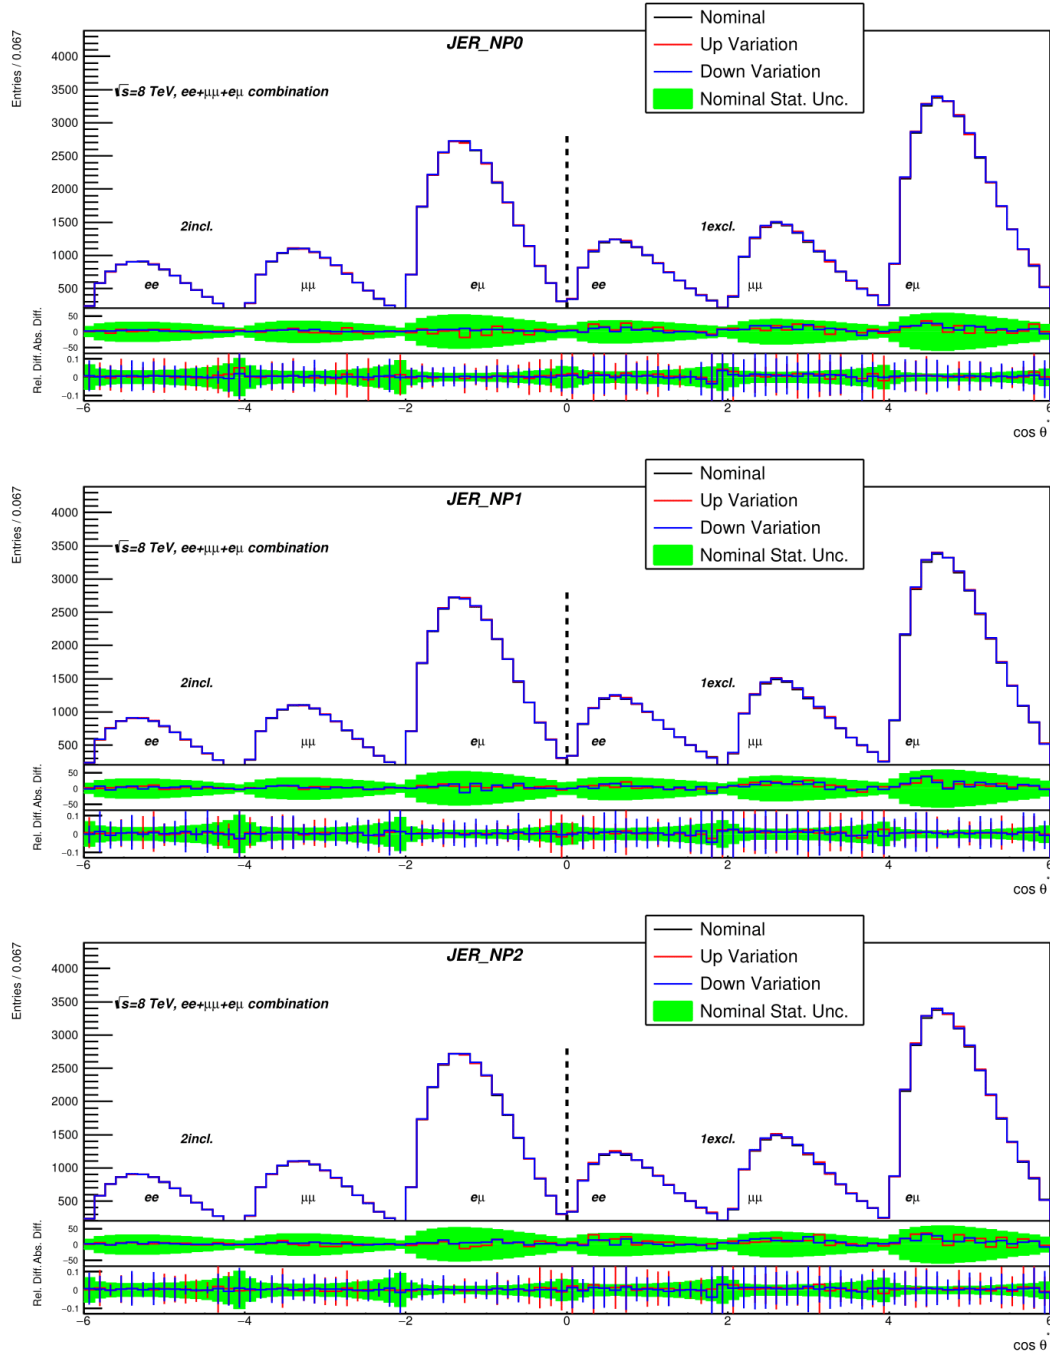 Nominal
Up Variation
Down Variation
Nominal Stat. Unc.
JER_NP0
Entries / 0.067
√s=8 TeV, ee+μμ+eμ combination
4000
3500
3000
2500
2000
1500
1000
500
2incl.
1excl.
ee
μμ
eμ
ee
μμ
eμ
Abs. Diff.
50
0
−50
Rel. Diff.
0.1
0
−0.1
−6
−4
−2
0
2
4
6
cos θ*
Nominal
Up Variation
Down Variation
Nominal Stat. Unc.
JER_NP1
Entries / 0.067
√s=8 TeV, ee+μμ+eμ combination
4000
3500
3000
2500
2000
1500
1000
500
2incl.
1excl.
ee
μμ
eμ
ee
μμ
eμ
Abs. Diff.
50
0
−50
Rel. Diff.
0.1
0
−0.1
−6
−4
−2
0
2
4
6
cos θ*
Nominal
Up Variation
Down Variation
Nominal Stat. Unc.
JER_NP2
Entries / 0.067
√s=8 TeV, ee+μμ+eμ combination
4000
3500
3000
2500
2000
1500
1000
500
2incl.
1excl.
ee
μμ
eμ
ee
μμ
eμ
Abs. Diff.
50
0
−50
Rel. Diff.
0.1
0
−0.1
−6
−4
−2
0
2
4
6
cos θ*